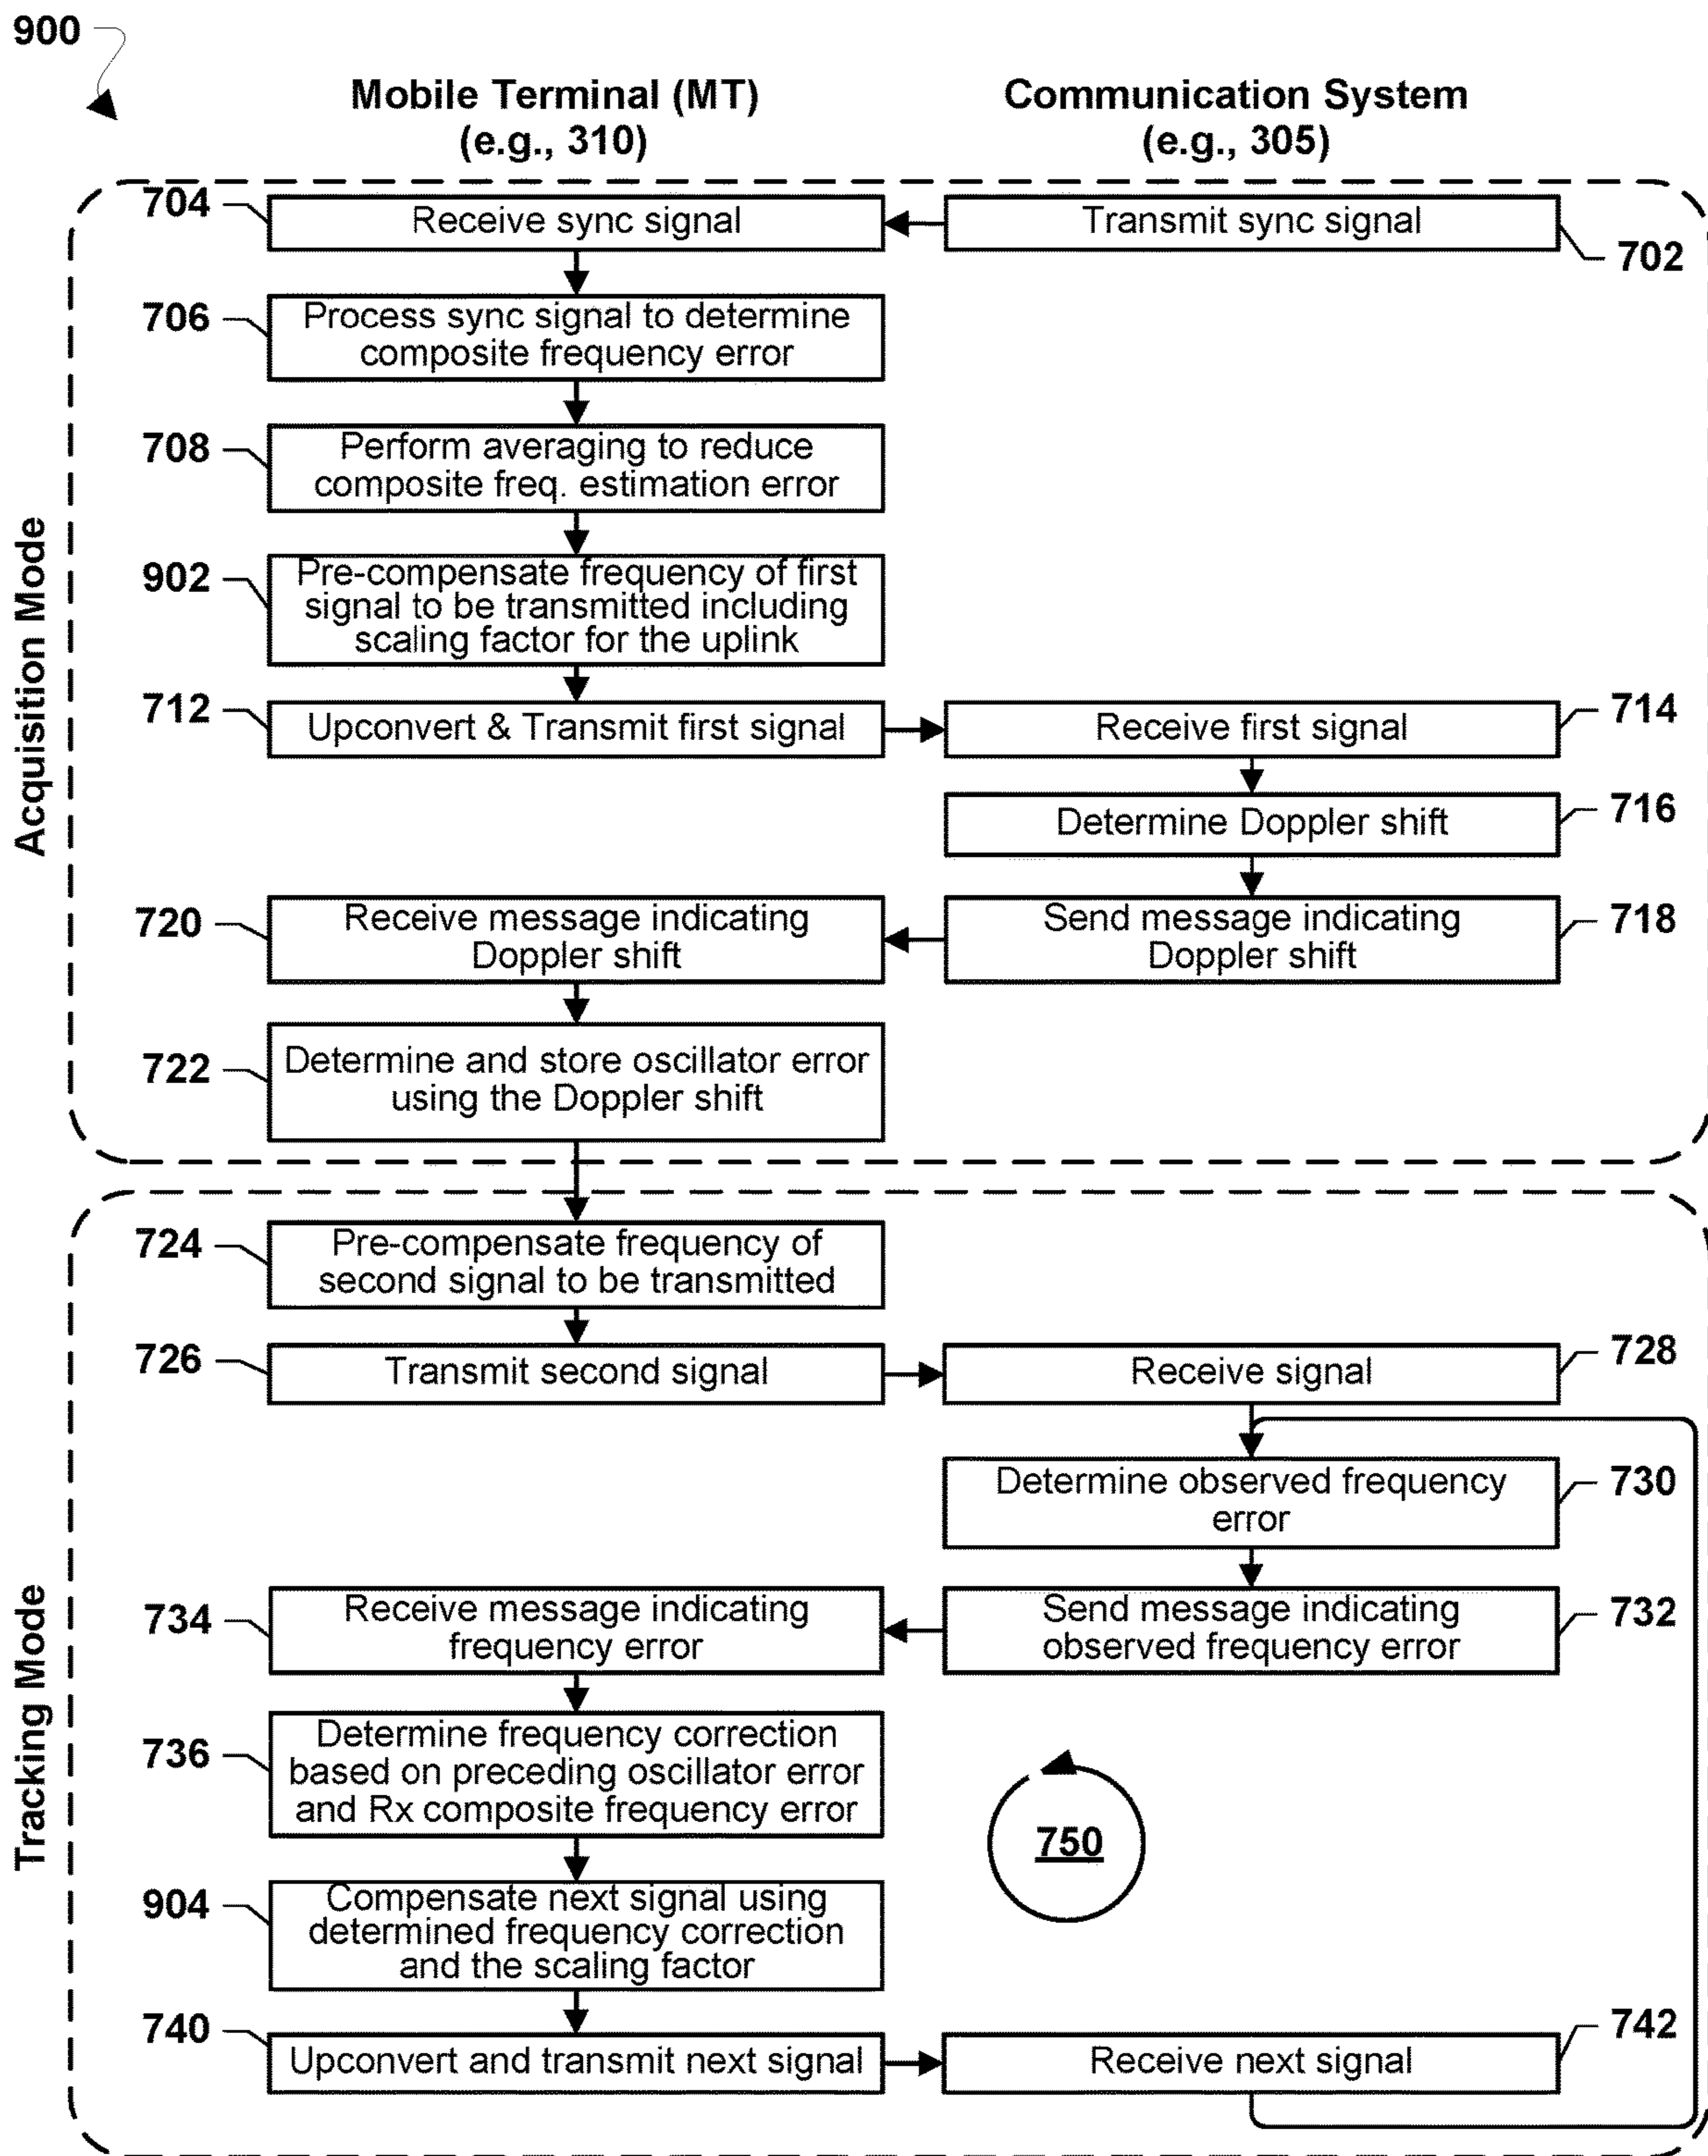 900
Mobile Terminal (MT)
(e.g., 310)
Communication System
(e.g., 305)
Acquisition Mode
704
Receive sync signal
Transmit sync signal
702
706
Process sync signal to determine
composite frequency error
708
Perform averaging to reduce
composite freq. estimation error
902
Pre-compensate frequency of first
signal to be transmitted including
scaling factor for the uplink
712
Upconvert & Transmit first signal
Receive first signal
714
Determine Doppler shift
716
720
Receive message indicating
Doppler shift
Send message indicating
Doppler shift
718
722
Determine and store oscillator error
using the Doppler shift
Tracking Mode
724
Pre-compensate frequency of
second signal to be transmitted
726
Transmit second signal
Receive signal
728
Determine observed frequency
error
730
734
Receive message indicating
frequency error
Send message indicating
observed frequency error
732
736
Determine frequency correction
based on preceding oscillator error
and Rx composite frequency error
750
904
Compensate next signal using
determined frequency correction
and the scaling factor
740
Upconvert and transmit next signal
Receive next signal
742